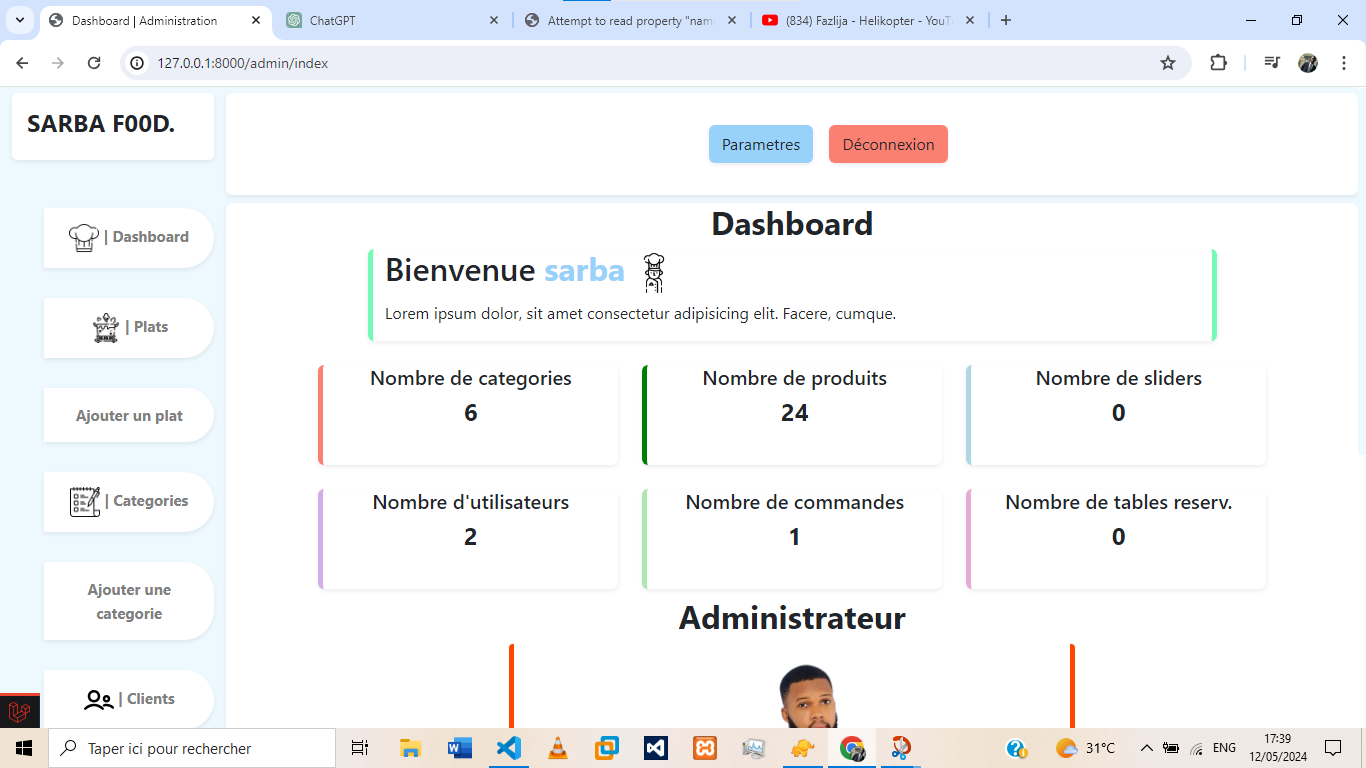 Dashboard | Administration
ChatGPT
Attempt to read property "nam
(834) Fazlija - Helikopter - YouT
127.0.0.1:8000/admin/index
SARBA F00D.
Parametres
Déconnexion
| Dashboard
| Plats
Ajouter un plat
| Categories
Ajouter une
categorie
| Clients
Dashboard
Bienvenue sarba
Lorem ipsum dolor, sit amet consectetur adipisicing elit. Facere, cumque.
Nombre de categories
6
Nombre de produits
24
Nombre de sliders
0
Nombre d'utilisateurs
2
Nombre de commandes
1
Nombre de tables reserv.
0
Administrateur
Taper ici pour rechercher
31°C
ENG
17:39
12/05/2024